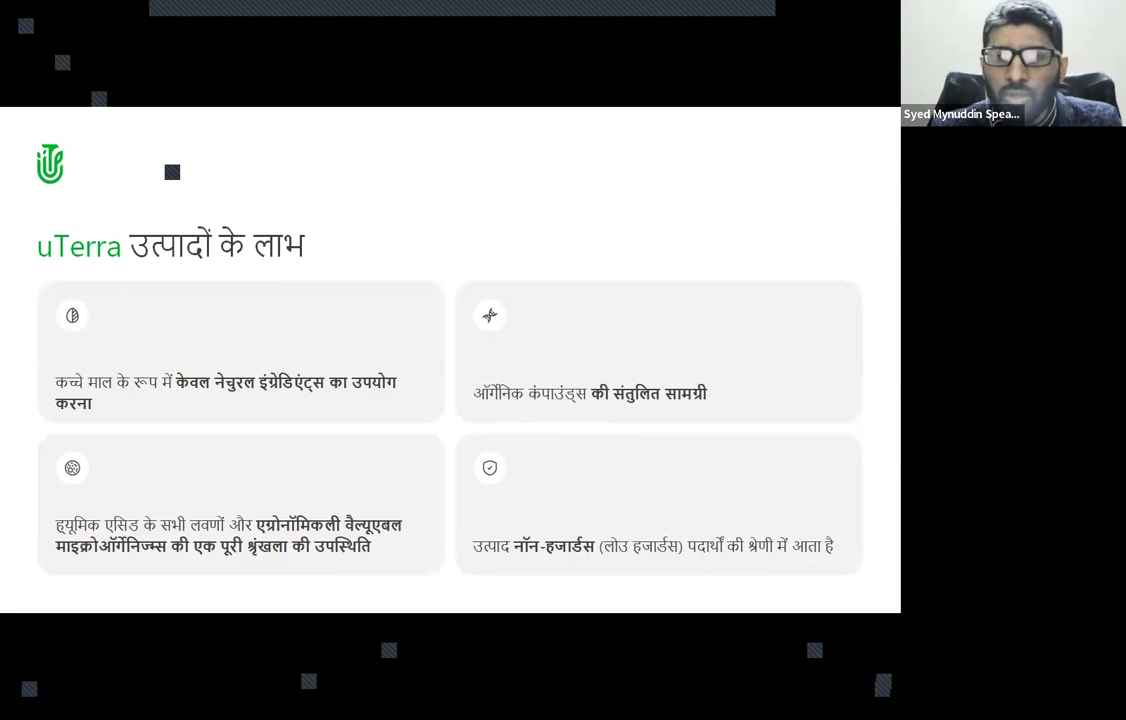 Syed Mynuddin Spea...
uTerra उत्पादों के लाभ
कच्चे माल के रूप में केवल नेचुरल इंग्रेडिएंट्स का उपयोग
करना
ऑर्गेनिक कंपाउंड्स की संतुलित सामग्री
ह्यूमिक एसिड के सभी लवणों और एग्रोनॉमिकली वैल्यूएबल
माइक्रोऑर्गेनिज्म्स की एक पूरी श्रृंखला की उपस्थिति
उत्पाद नॉन-हजार्डस (लोउ हजार्डस) पदार्थों की श्रेणी में आता है